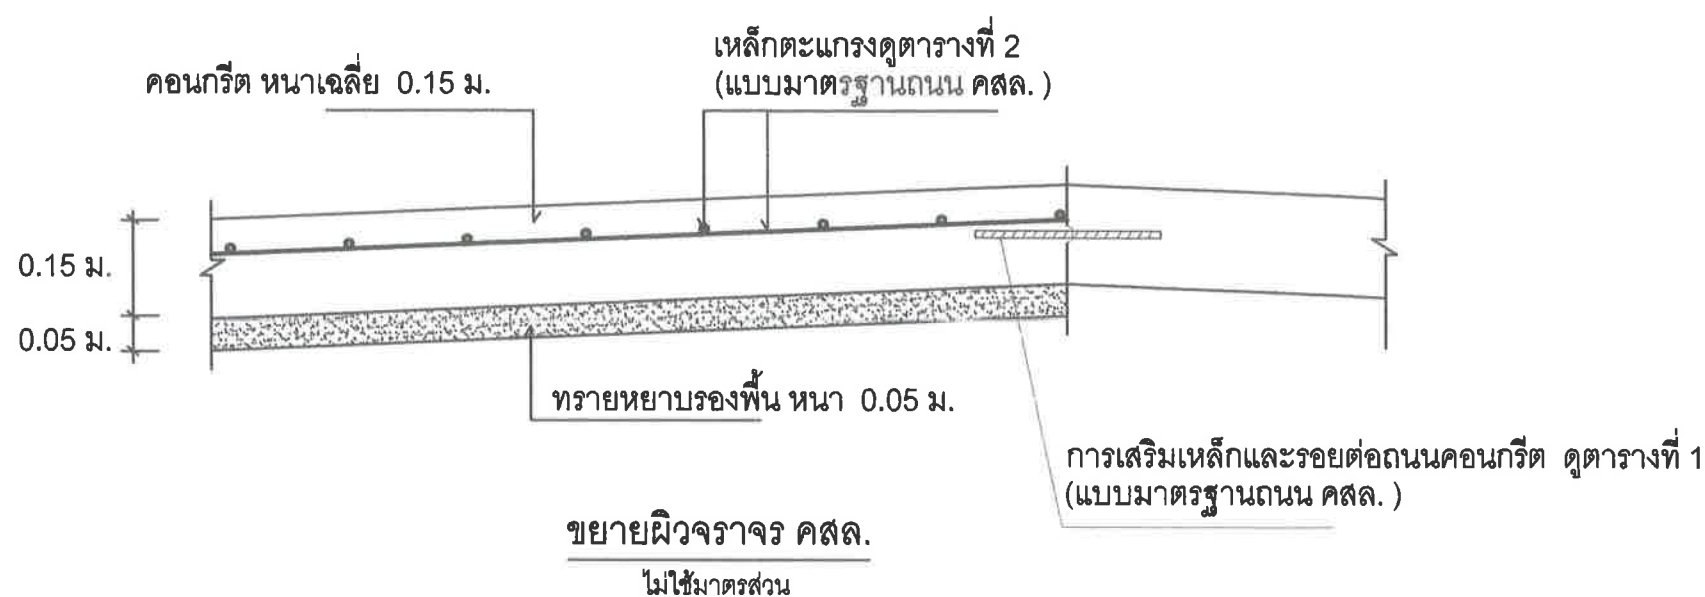 เหล็กตะแกรงดูตารางที่ 2
(แบบมาตรฐานถนน คสล. )
คอนกรีต หนาเฉลี่ย 0.15 ม.
0.15 ม.
0.05 ม.
ทรายหยาบรองพื้น หนา 0.05 ม.
การเสริมเหล็กและรอยต่อถนนคอนกรีต ดูตารางที่ 1
(แบบมาตรฐานถนน คสล. )
ขยายผิวจราจร คสล.
ไม่ใช้มาตรส่วน